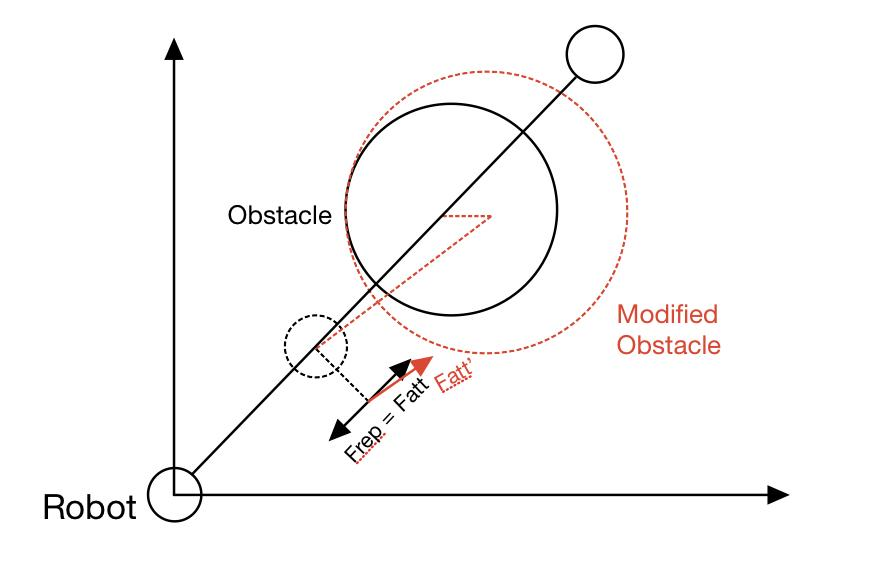 Obstacle
Modified
Obstacle
Fatt’
Frep = Fatt
Robot